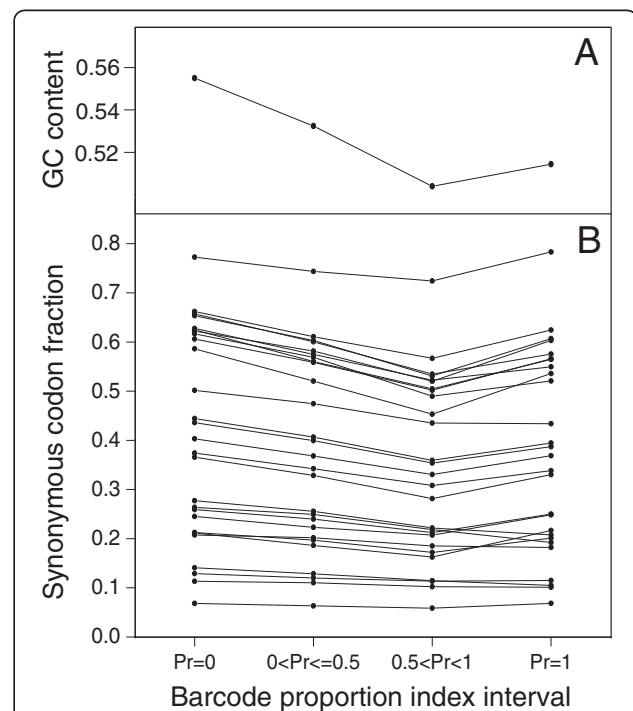 A
GC content
0.56
0.54
0.52
B
Synonymous codon fraction
0.8
0.7
0.6
0.5
0.4
0.3
0.2
0.1
0.0
Pr=0 0<Pr<=0.5 0.5<Pr<1 Pr=1
Barcode proportion index interval